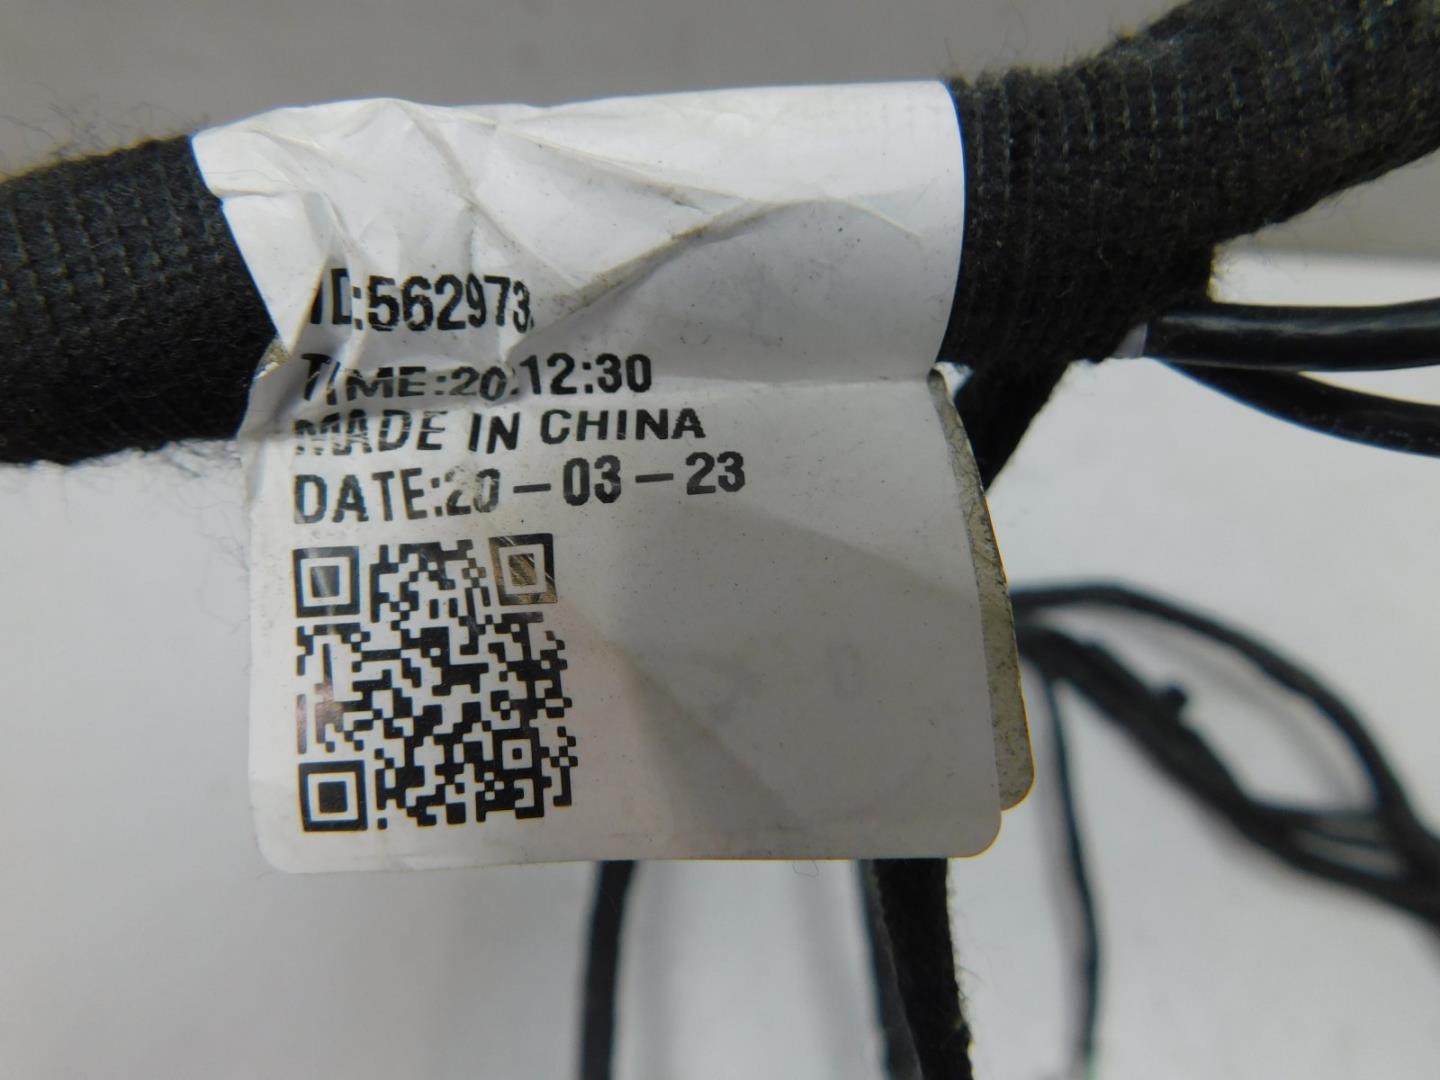 ID:562973
TIME:20:12:30
MADE IN CHINA
DATE:20-03-23